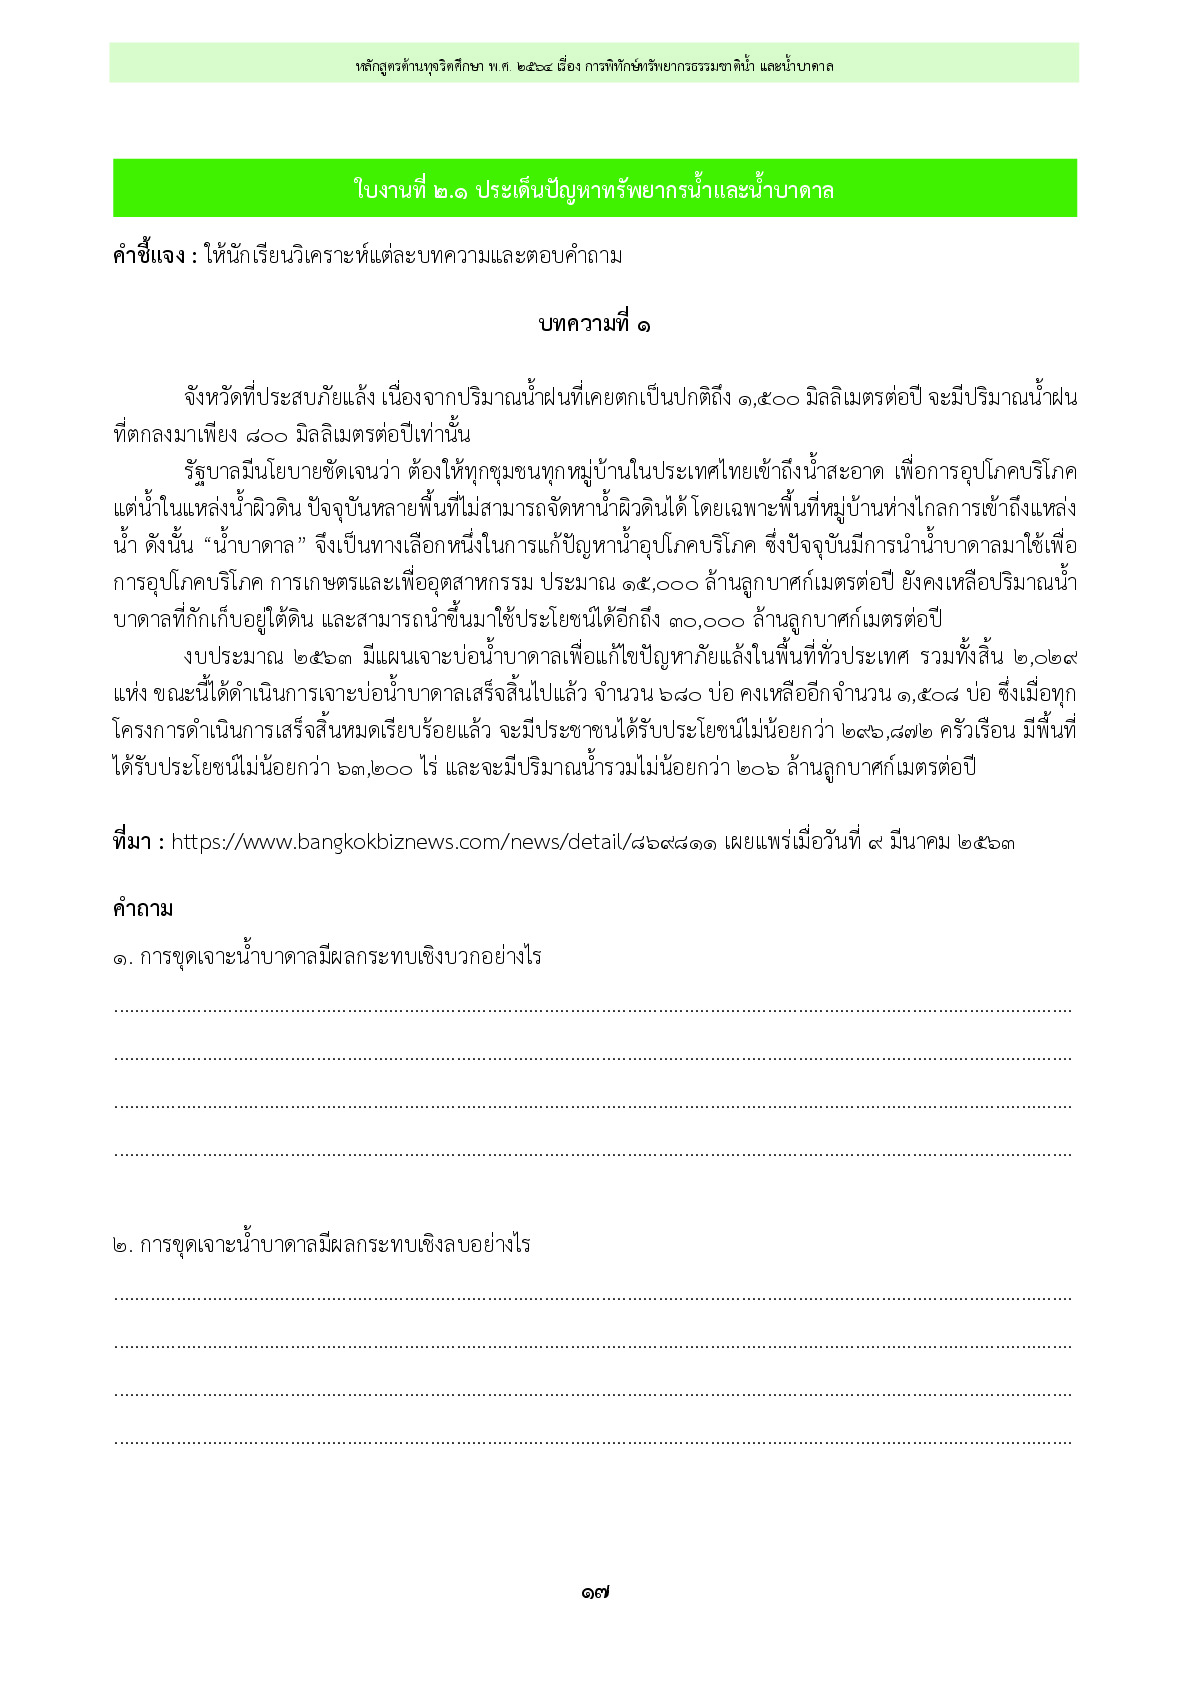 หลักสูตรต้านทุจริตศึกษา พ.ศ. ๒๕๖๔ เรื่อง การพิทักษ์ทรัพยากรธรรมชาติน้ำ และน้ำบาดาล
ใบงานที่ ๒.๑ ประเด็นปัญหาทรัพยากรน้ำและน้ำบาดาล
คำชี้แจง : ให้นักเรียนวิเคราะห์แต่ละบทความและตอบคำถาม
บทความที่ ๑
จังหวัดที่ประสบภัยแล้ง เนื่องจากปริมาณน้ำฝนที่เคยตกเป็นปกติถึง ๑,๕๐๐ มิลลิเมตรต่อปี จะมีปริมาณน้ำฝน
ที่ตกลงมาเพียง ๘๐๐ มิลลิเมตรต่อปีเท่านั้น
รัฐบาลมีนโยบายชัดเจนว่า ต้องให้ทุกชุมชนทุกหมู่บ้านในประเทศไทยเข้าถึงน้ำสะอาด เพื่อการอุปโภคบริโภค
แต่น้ำในแหล่งน้ำผิวดิน ปัจจุบันหลายพื้นที่ไม่สามารถจัดหาน้ำผิวดินได้ โดยเฉพาะพื้นที่หมู่บ้านห่างไกลการเข้าถึงแหล่ง
น้ำ ดังนั้น “น้ำบาดาล” จึงเป็นทางเลือกหนึ่งในการแก้ปัญหาน้ำอุปโภคบริโภค ซึ่งปัจจุบันมีการนำน้ำบาดาลมาใช้เพื่อ
การอุปโภคบริโภค การเกษตรและเพื่ออุตสาหกรรม ประมาณ ๑๕,๐๐๐ ล้านลูกบาศก์เมตรต่อปี ยังคงเหลือปริมาณน้ำ
บาดาลที่กักเก็บอยู่ใต้ดิน และสามารถนำขึ้นมาใช้ประโยชน์ได้อีกถึง ๓๐,๐๐๐ ล้านลูกบาศก์เมตรต่อปี
งบประมาณ ๒๕๖๓ มีแผนเจาะบ่อน้ำบาดาลเพื่อแก้ไขปัญหาภัยแล้งในพื้นที่ทั่วประเทศ รวมทั้งสิ้น ๒,๐๒๙
แห่ง ขณะนี้ได้ดำเนินการเจาะบ่อน้ำบาดาลเสร็จสิ้นไปแล้ว จำนวน ๖๘๐ บ่อ คงเหลืออีกจำนวน ๑,๕๐๘ บ่อ ซึ่งเมื่อทุก
โครงการดำเนินการเสร็จสิ้นหมดเรียบร้อยแล้ว จะมีประชาชนได้รับประโยชน์ไม่น้อยกว่า ๒๙๖,๘๗๒ ครัวเรือน มีพื้นที่
ได้รับประโยชน์ไม่น้อยกว่า ๖๓,๒๐๐ ไร่ และจะมีปริมาณน้ำรวมไม่น้อยกว่า ๒๐๖ ล้านลูกบาศก์เมตรต่อปี
ที่มา : https://www.bangkokbiznews.com/news/detail/๘๖๙๘๑๑ เผยแพร่เมื่อวันที่ ๙ มีนาคม ๒๕๖๓
คำถาม
๑. การขุดเจาะน้ำบาดาลมีผลกระทบเชิงบวกอย่างไร
๒. การขุดเจาะน้ำบาดาลมีผลกระทบเชิงลบอย่างไร
๑๗